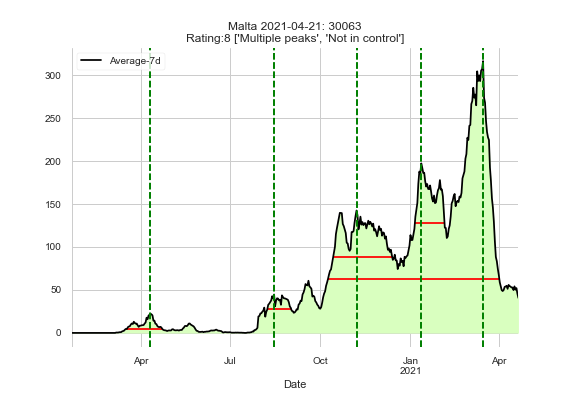 Malta 2021-04-21: 30063
Rating:8 ['Multiple peaks', 'Not in control']
Average-7d
300
250
200
150
100
50
0
Apr
Jul
Oct
Jan
2021
Apr
Date